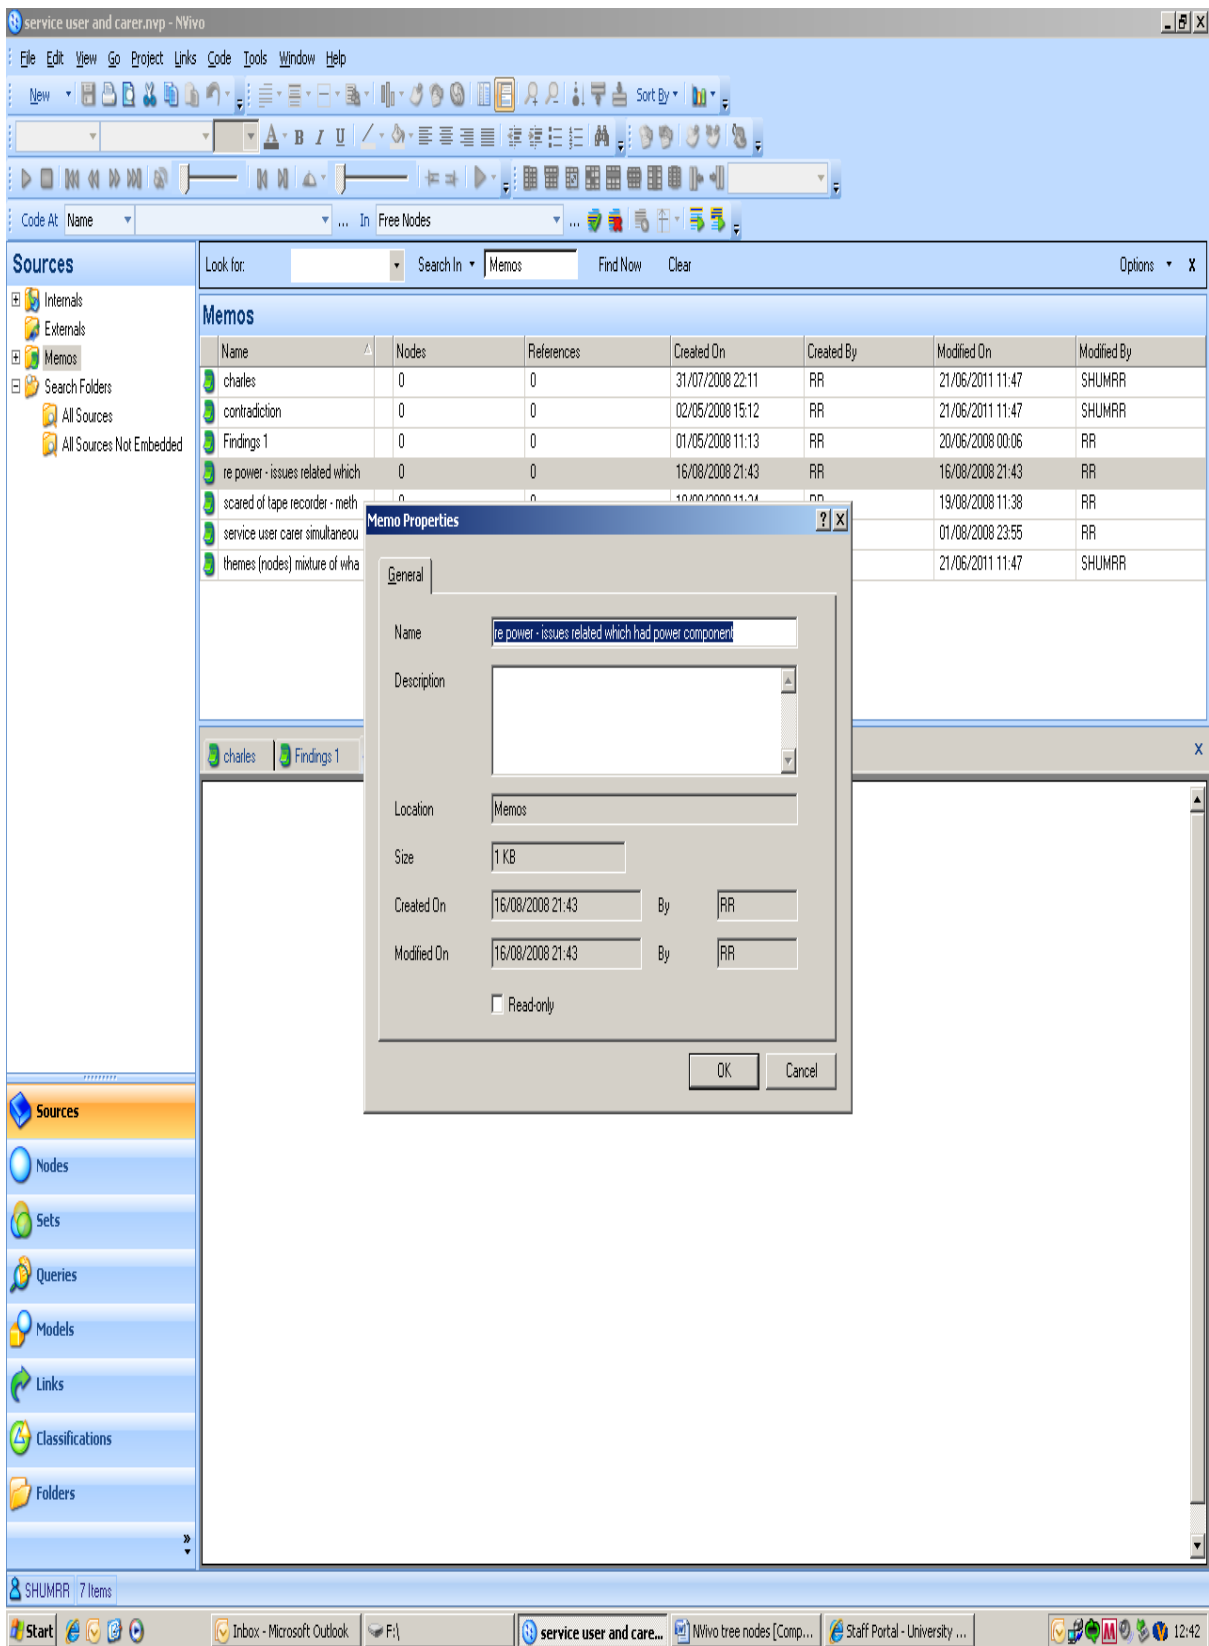 service user and carer.nvp - NVivo
File Edit View Go Project Links Code Tools Window Help
New Sort By
A B I U
Code At Name ... In Free Nodes ...
Sources
Internals
Externals
Memos
Search Folders
All Sources
All Sources Not Embedded
Look for: Search In Memos Find Now Clear Options x
Memos
Name Nodes References Created On Created By Modified On Modified By
charles 0 0 31/07/2008 22:11 RR 21/06/2011 11:47 SHUMRR
contradiction 0 0 02/05/2008 15:12 RR 21/06/2011 11:47 SHUMRR
Findings 1 0 0 01/05/2008 11:13 RR 20/06/2008 00:06 RR
re power - issues related which 0 0 16/08/2008 21:43 RR 16/08/2008 21:43 RR
scared of tape recorder - meth 19/08/2008 11:38 RR
service user carer simultaneou 01/08/2008 23:55 RR
themes (nodes) mixture of wha 21/06/2011 11:47 SHUMRR
Memo Properties ? X
General
Name re power - issues related which had power component
Description
Location Memos
Size 1 KB
Created On 16/08/2008 21:43 By RR
Modified On 16/08/2008 21:43 By RR
Read-only
OK Cancel
charles Findings 1 x
Sources
Nodes
Sets
Queries
Models
Links
Classifications
Folders
»
SHUMRR 7 Items
Start Inbox - Microsoft Outlook F:\ service user and care... NVivo tree nodes [Comp... Staff Portal - University ... M 12:42